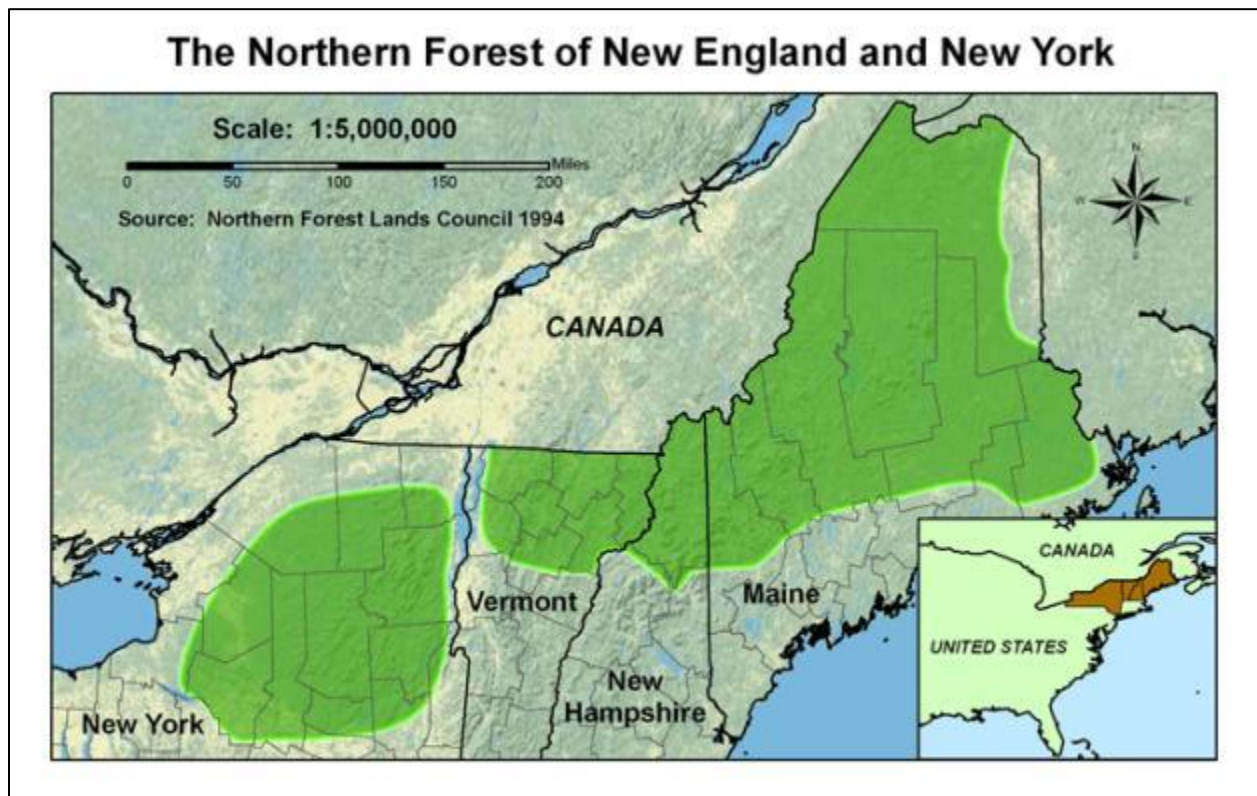 The Northern Forest of New England and New York
Scale: 1:5,000,000
Miles
0 50 100 150 200
Source: Northern Forest Lands Council 1994
N
W E
S
CANADA
Vermont
Maine
New York
New
Hampshire
CANADA
UNITED STATES